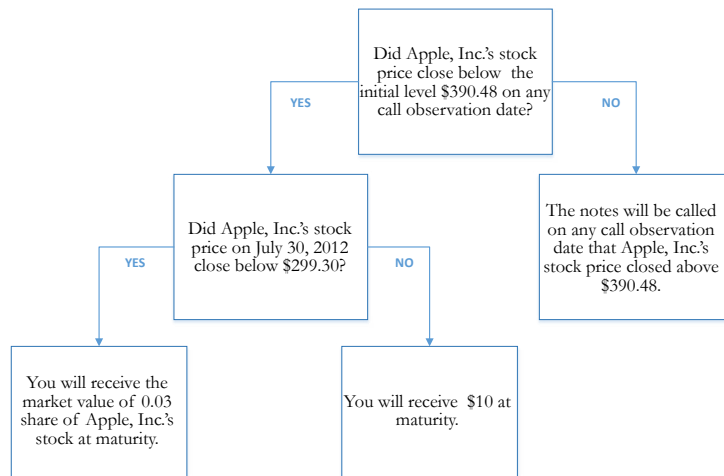 Did Apple, Inc.'s stock
price close below the
initial level $390.48 on any
call observation date?
YES
NO
Did Apple, Inc.'s stock
price on July 30, 2012
close below $299.30?
The notes will be called
on any call observation
date that Apple, Inc.'s
stock price closed above
$390.48.
YES
NO
You will receive the
market value of 0.03
share of Apple, Inc.'s
stock at maturity.
You will receive $10 at
maturity.